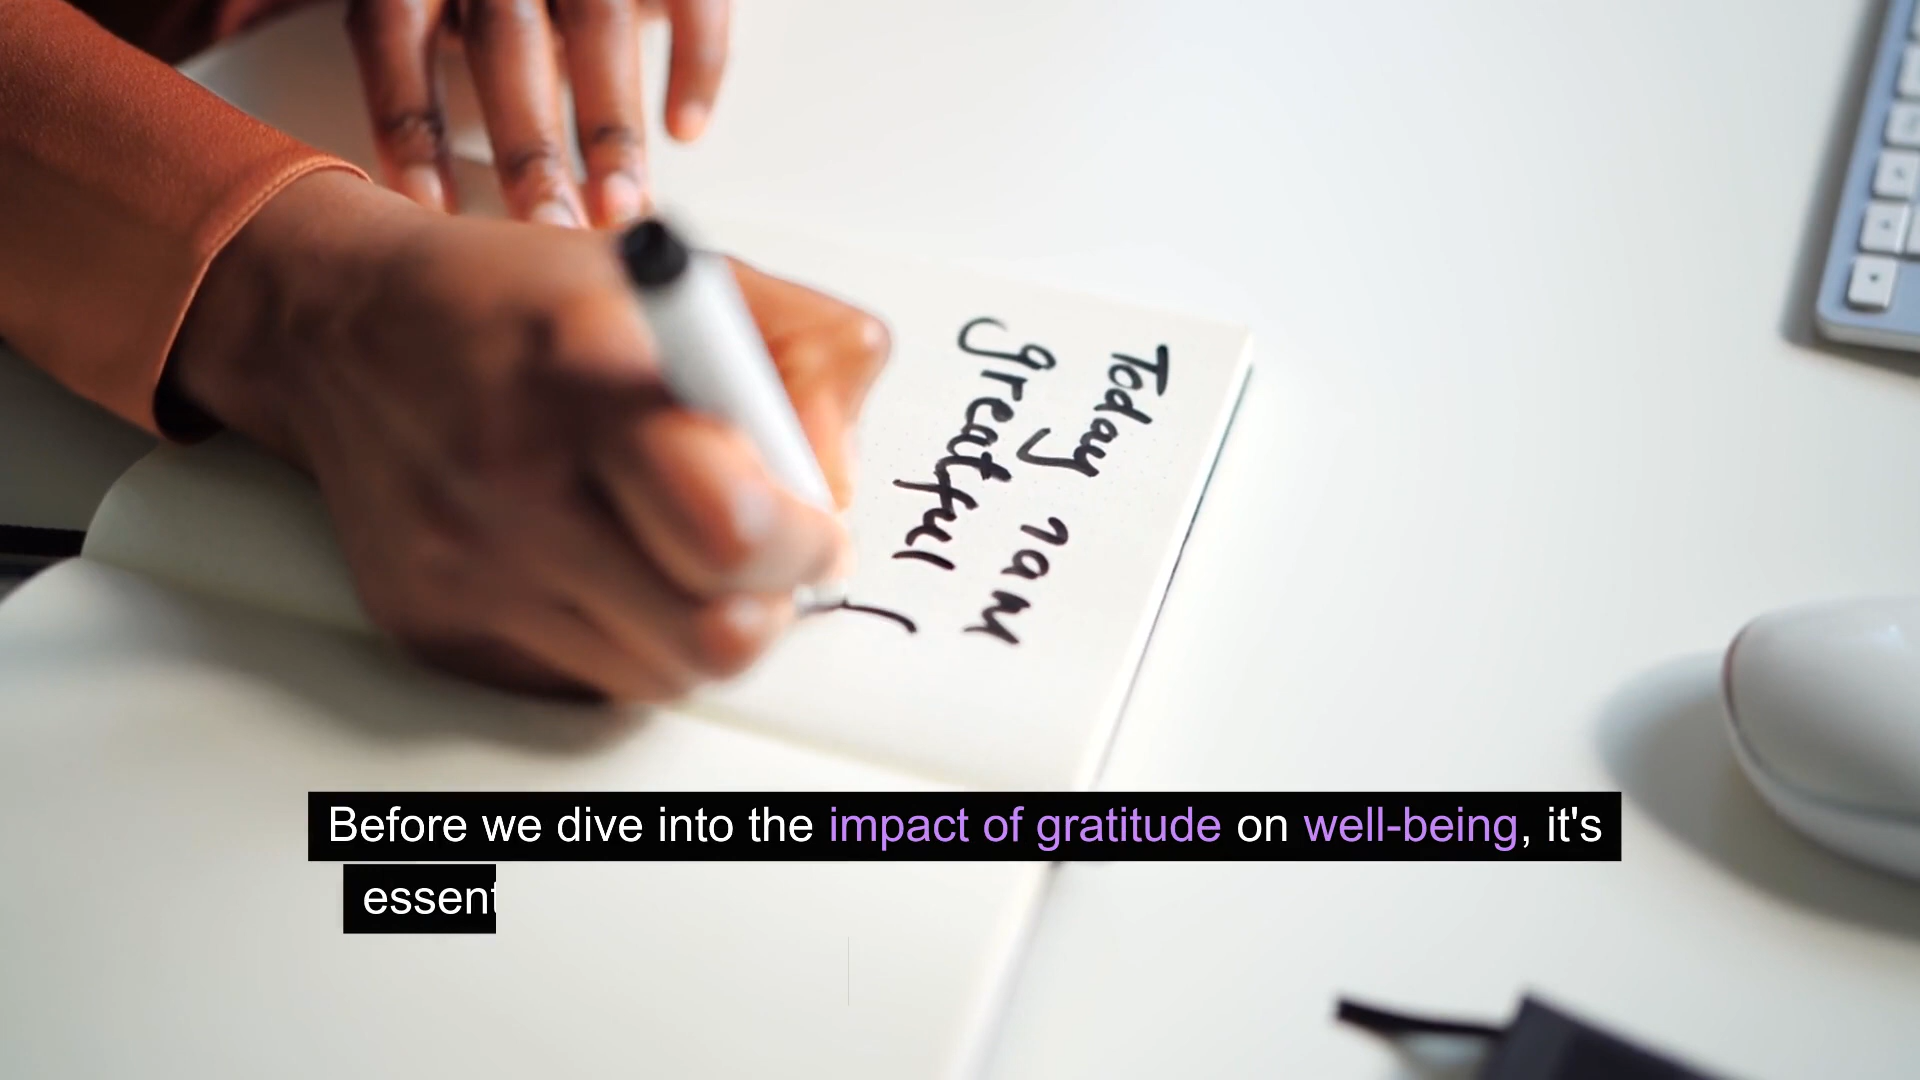 Today I am
greatful
Before we dive into the impact of gratitude on well-being, it's
essent